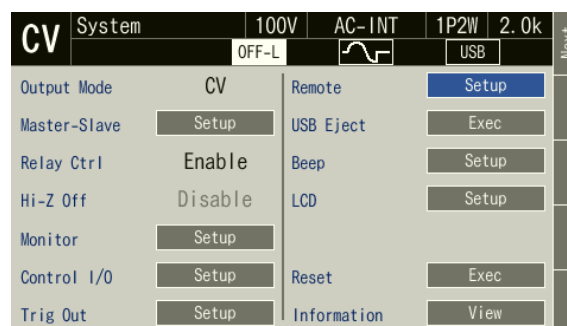 CV System 100V AC-INT 1P2W 2.0k
OFF-L USB
Next
Output Mode CV
Master-Slave Setup
Relay Ctrl Enable
Hi-Z Off Disable
Monitor Setup
Control I/O Setup
Trig Out Setup
Remote Setup
USB Eject Exec
Beep Setup
LCD Setup
Reset Exec
Information View